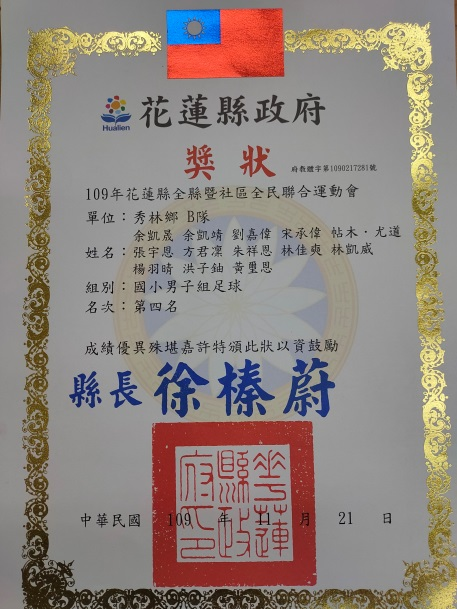 Hualien
花蓮縣政府
獎狀
府教體字第1090217281號
109年花蓮縣全縣暨社區全民聯合運動會
單位：秀林鄉 B隊
余凱晟 余凱靖 劉嘉偉 宋承偉 帖木·尤道
姓名：張宇恩 方君凜 朱祥恩 林佳爽 林凱威
楊羽晴 洪子鈾 黃璽恩
組別：國小男子組足球
名次：第四名
成績優異殊堪嘉許特頒此狀以資鼓勵
縣長 徐榛蔚
花蓮縣政府印
中華民國 109 年 11 月 21 日